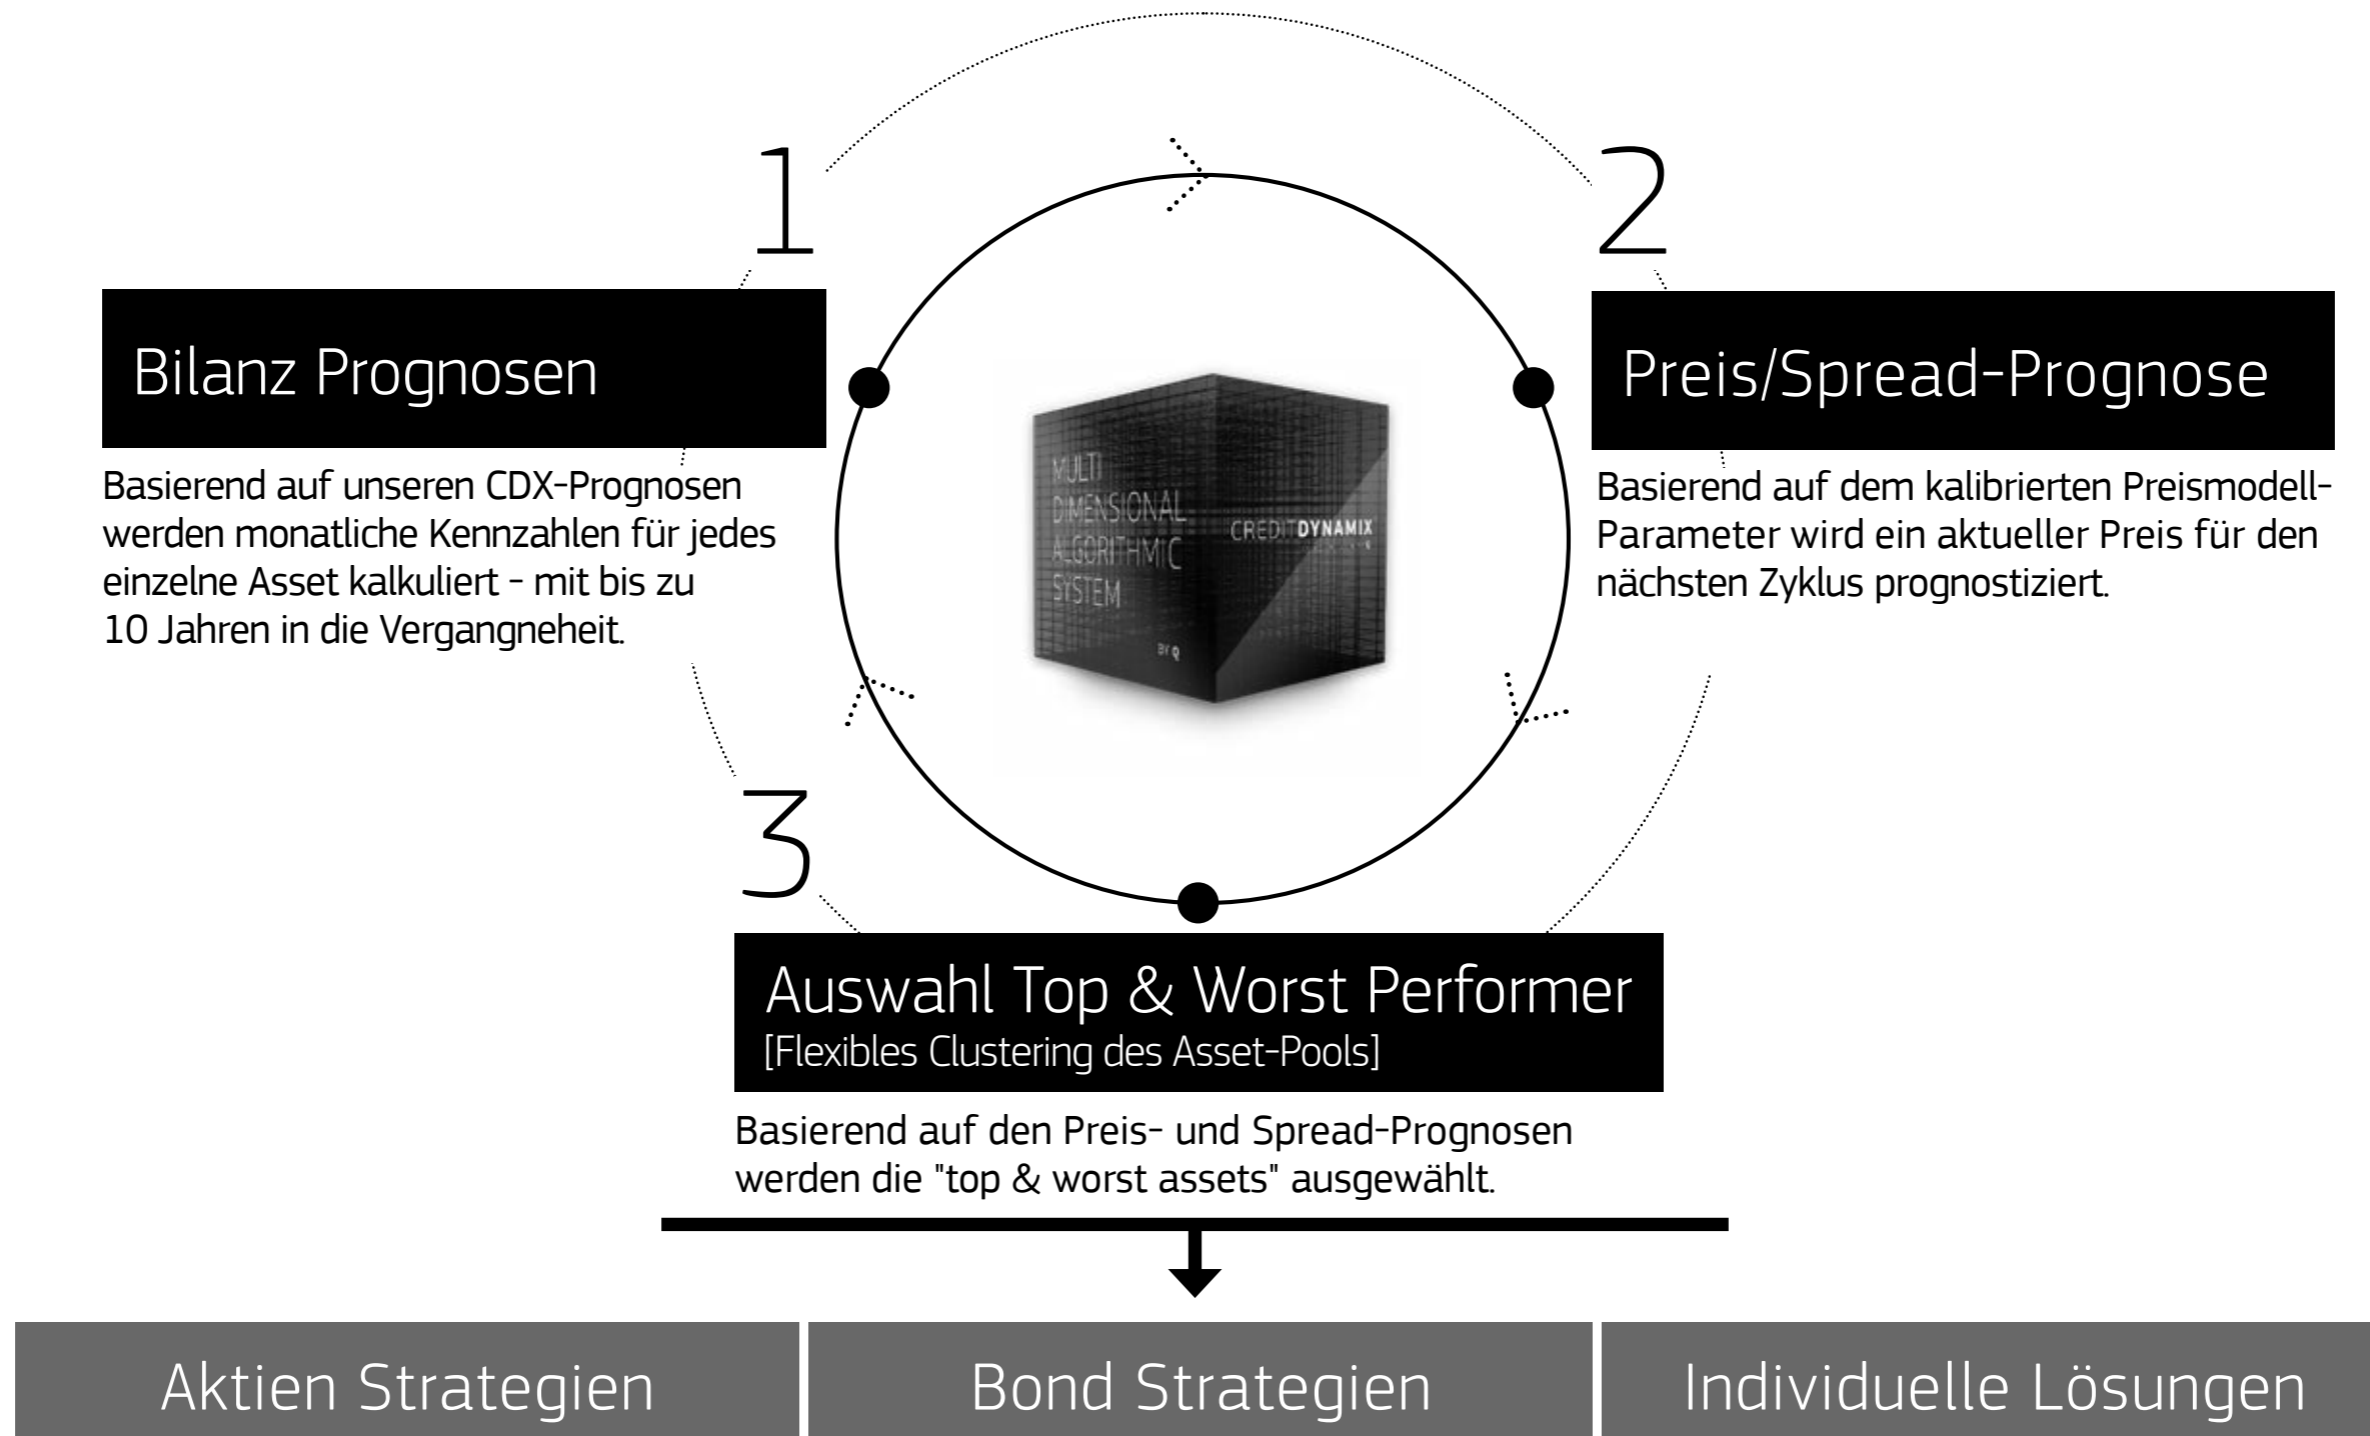 1
Bilanz Prognosen
Basierend auf unseren CDX-Prognosen
werden monatliche Kennzahlen für jedes
einzelne Asset kalkuliert - mit bis zu
10 Jahren in die Vergangneheit.
2
Preis/Spread-Prognose
Basierend auf dem kalibrierten Preismodell-
Parameter wird ein aktueller Preis für den
nächsten Zyklus prognostiziert.
MULTI
DIMENSIONAL
ALGORITHMIC
SYSTEM
BY Q
CREDITDYNAMIX
3
Auswahl Top & Worst Performer
[Flexibles Clustering des Asset-Pools]
Basierend auf den Preis- und Spread-Prognosen
werden die "top & worst assets" ausgewählt.
Aktien Strategien
Bond Strategien
Individuelle Lösungen